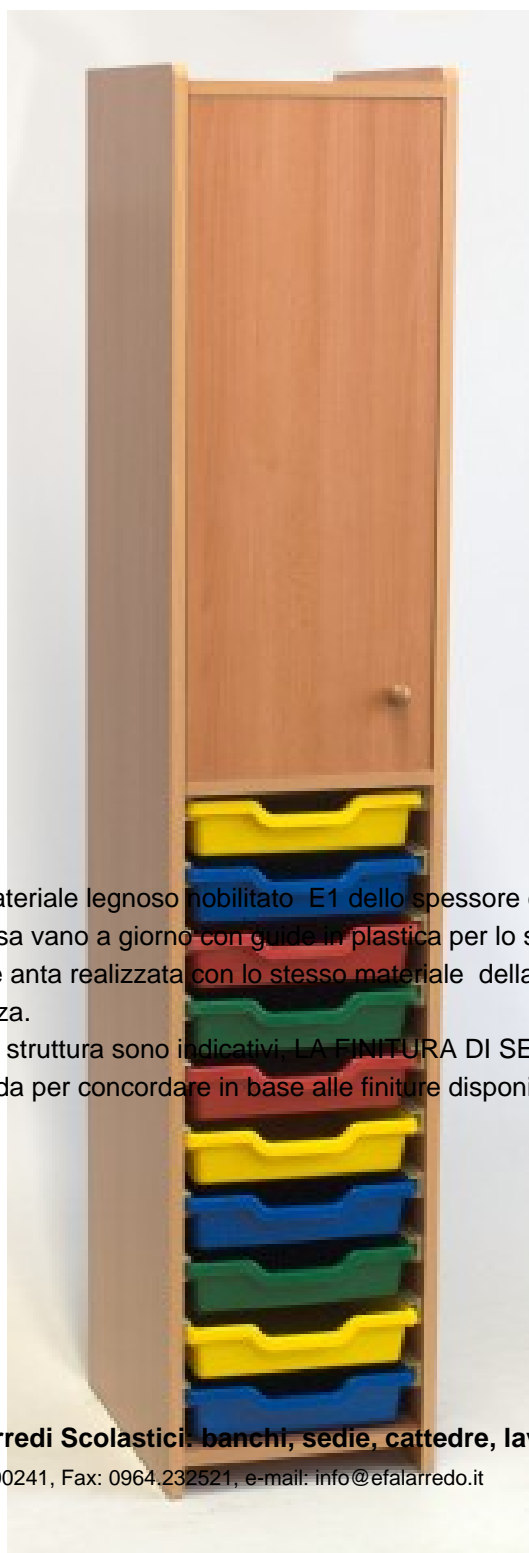 ateriale legnoso nobilitato E1 dello spessore
sa vano a giorno con guide in plastica per lo s
e anta realizzata con lo stesso materiale della
za.
struttura sono indicativi, LA FINITURA DI SE
da per concordare in base alle finiture disponi
rredi Scolastici: banchi, sedie, cattedre, la
00241, Fax: 0964.232521, e-mail: info@efalarredo.it